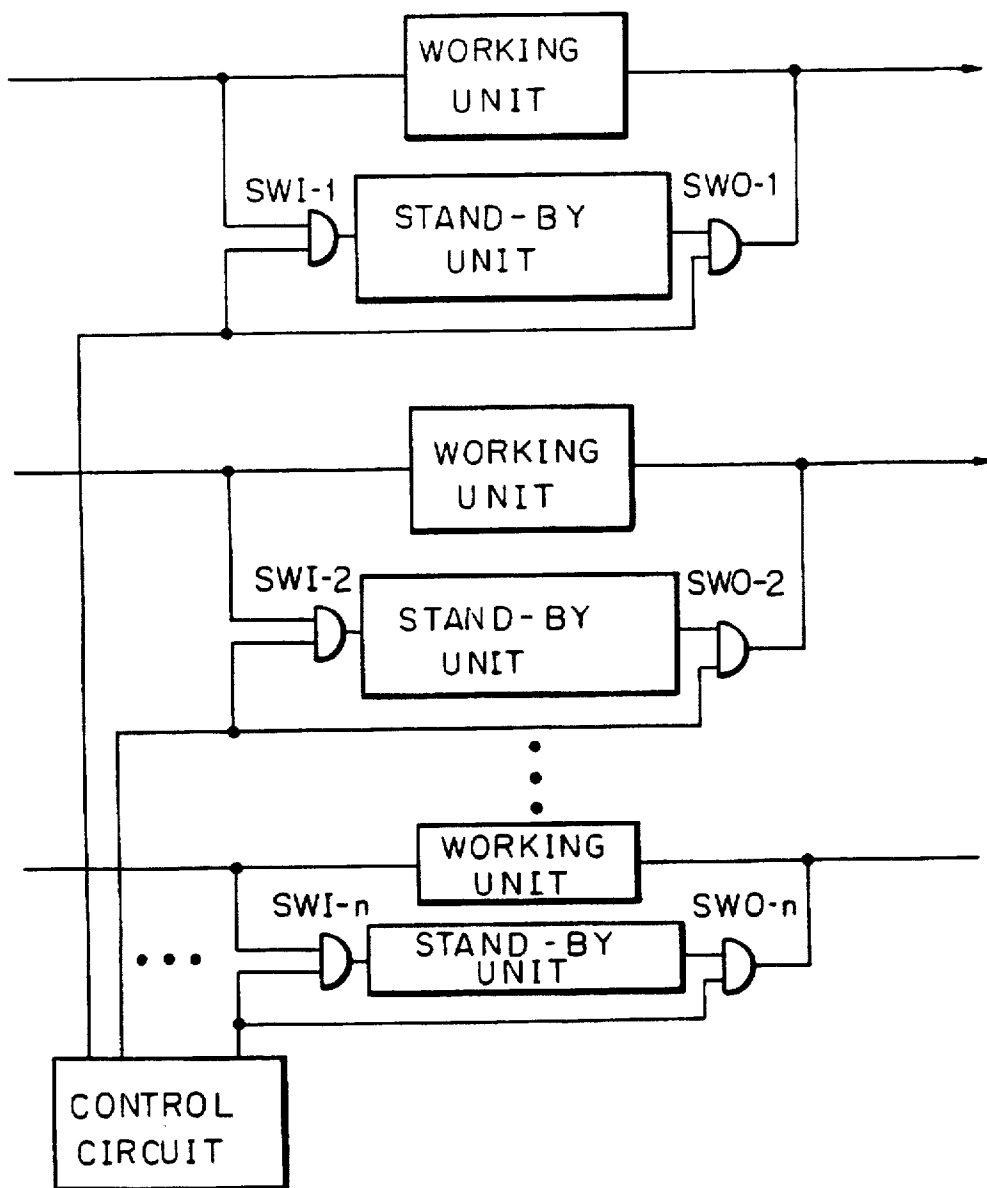 WORKING
UNIT
SWI-1
STAND-BY
UNIT
SWO-1
WORKING
UNIT
SWI-2
STAND-BY
UNIT
SWO-2
WORKING
UNIT
SWI-n
STAND-BY
UNIT
SWO-n
CONTROL
CIRCUIT